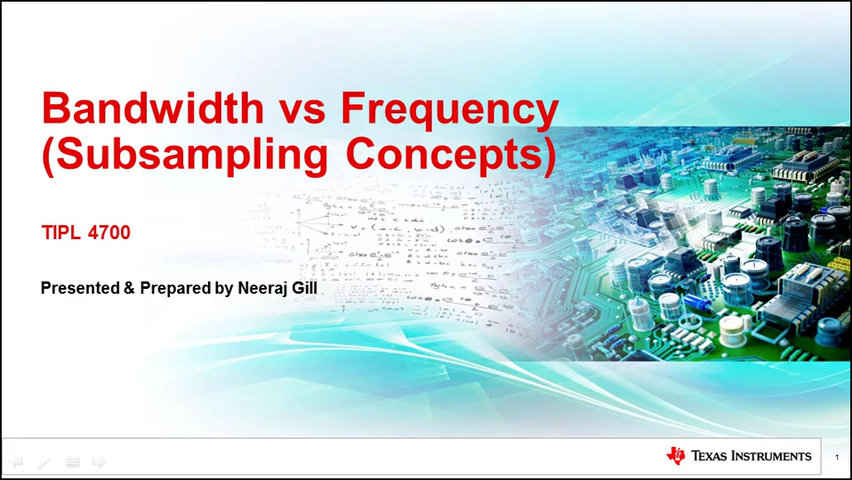 Bandwidth vs Frequency
(Subsampling Concepts)
TIPL 4700
Presented & Prepared by Neeraj Gill
TEXAS INSTRUMENTS
1